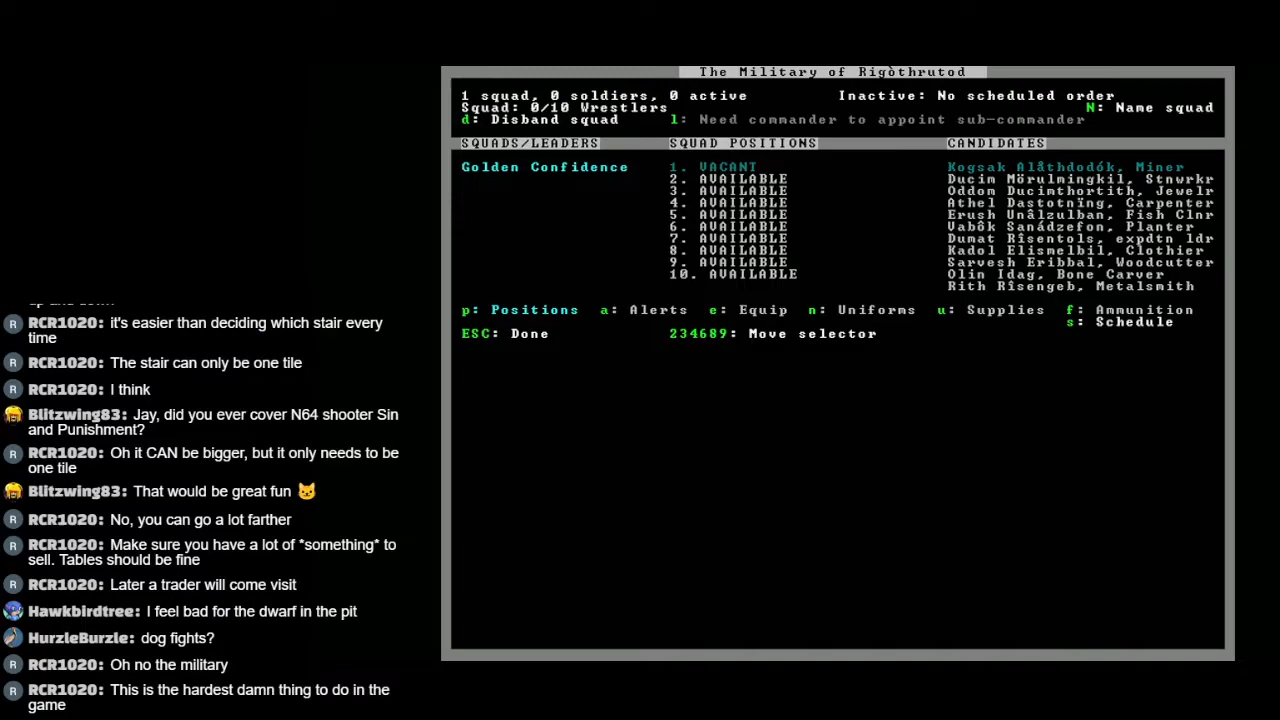 RCR1020: it's easier than deciding which stair every
time
RCR1020: The stair can only be one tile
RCR1020: I think
Blitzwing83: Jay, did you ever cover N64 shooter Sin
and Punishment?
RCR1020: Oh it CAN be bigger, but it only needs to be
one tile
Blitzwing83: That would be great fun
RCR1020: No, you can go a lot farther
RCR1020: Make sure you have a lot of *something* to
sell. Tables should be fine
RCR1020: Later a trader will come visit
Hawkbirdtree: I feel bad for the dwarf in the pit
HurzleBurzle: dog fights?
RCR1020: Oh no the military
RCR1020: This is the hardest damn thing to do in the
game
The Military of Rigòthrutod
1 squad, 0 soldiers, 0 active Inactive: No scheduled order
Squad: 0/10 Wrestlers N: Name squad
d: Disband squad l: Need commander to appoint sub-commander
SQUADS/LEADERS SQUAD POSITIONS CANDIDATES
Golden Confidence 1. VACANT Kogsak Alåthdodók, Miner
2. AVAILABLE Ducim Mörulmingkil, Stnwrkr
3. AVAILABLE Oddom Ducimthortith, Jewelr
4. AVAILABLE Athel Dastotnïng, Carpenter
5. AVAILABLE Erush Unâlzulban, Fish Clnr
6. AVAILABLE Vabôk Sanádzefon, Planter
7. AVAILABLE Dumat Rîsentols, expdtn ldr
8. AVAILABLE Kadol Elismelbil, Clothier
9. AVAILABLE Sarvesh Eribbal, Woodcutter
10. AVAILABLE Olin Idag, Bone Carver
Rith Rîsengeb, Metalsmith
p: Positions a: Alerts e: Equip n: Uniforms u: Supplies f: Ammunition
s: Schedule
ESC: Done 234689: Move selector